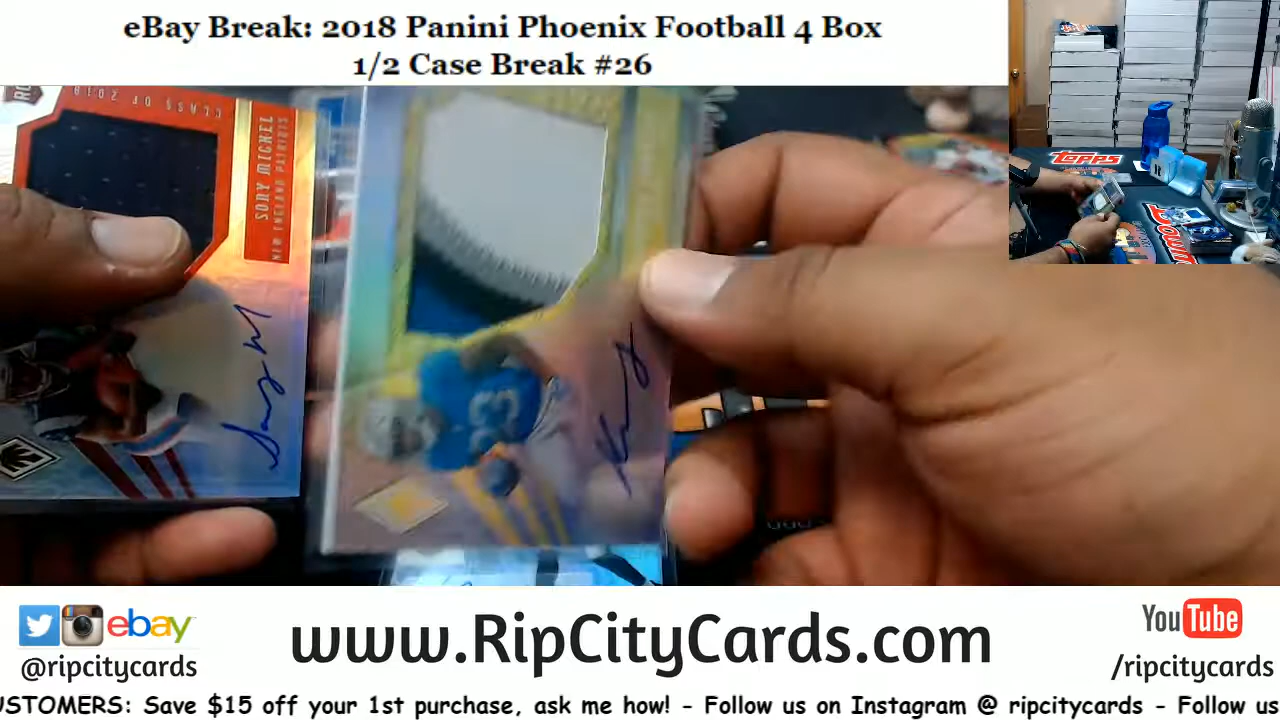 eBay Break: 2018 Panini Phoenix Football 4 Box
1/2 Case Break #26
CLASS OF 2018
SONY MICHEL
NEW ENGLAND PATRIOTS
33
topps
ebay
@ripcitycards
www.RipCityCards.com
YouTube
/ripcitycards
USTOMERS: Save $15 off your 1st purchase, ask me how! - Follow us on Instagram @ ripcitycards - Follow us